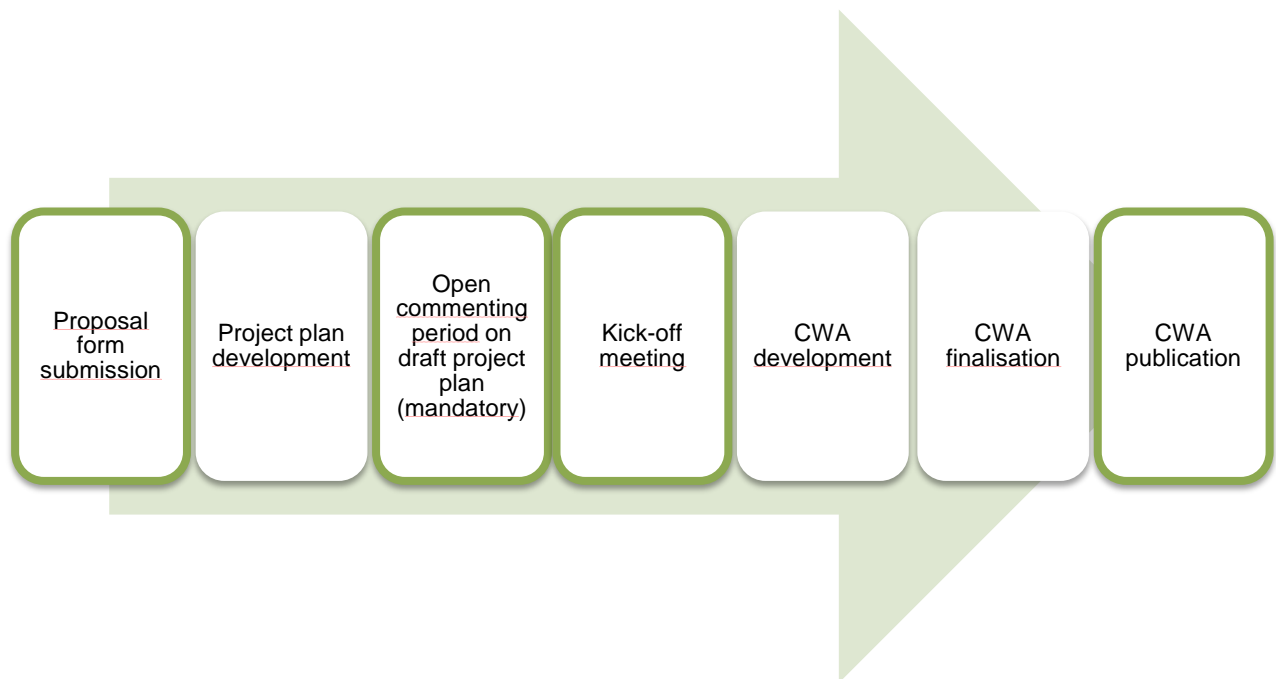 Proposal
form
submission
Project plan
development
Open
commenting
period on
draft project
plan
(mandatory)
Kick-off
meeting
CWA
development
CWA
finalisation
CWA
publication